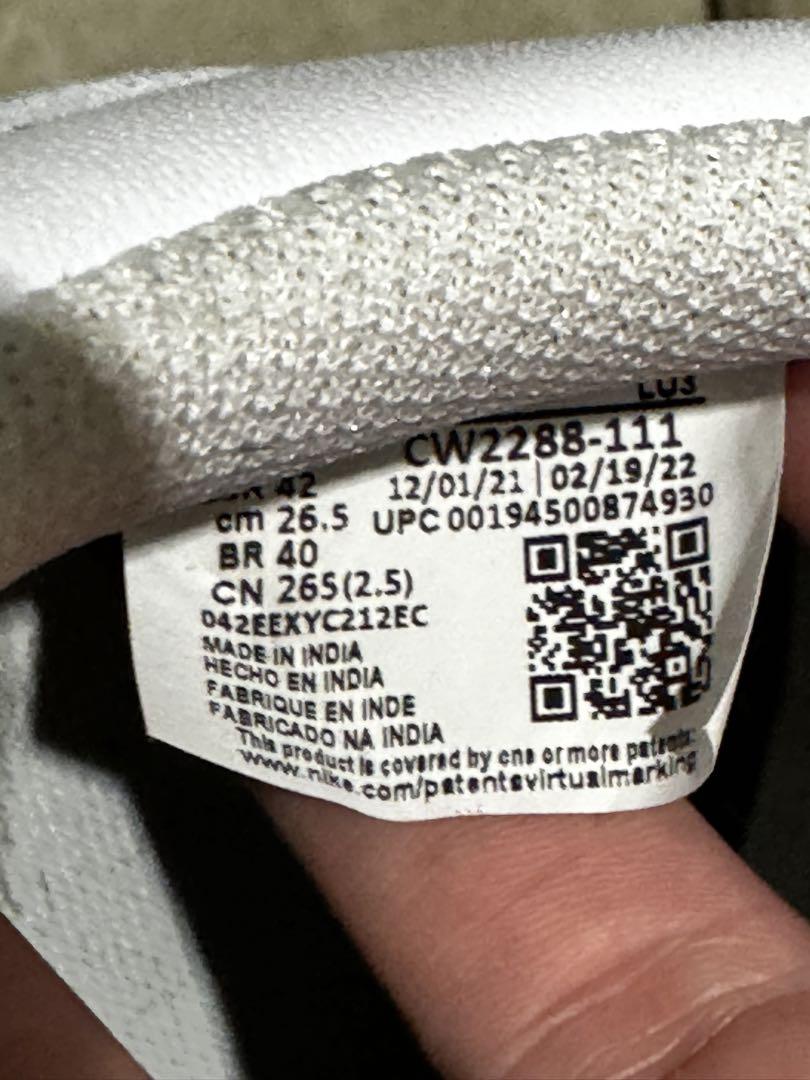 LU3
CW2288-111
12/01/21 | 02/19/22
UPC 00194500874930
42
cm 26.5
BR 40
CN 265(2.5)
042EEXYC212EC
MADE IN INDIA
HECHO EN INDIA
FABRIQUE EN INDE
FABRICADO NA INDIA
This product is covered by one or more patents.
www.nike.com/patentsvirtualmarking